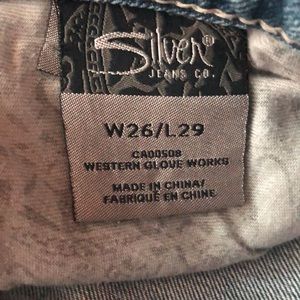 Silver®
JEANS CO.
W26/L29
CA00508
WESTERN GLOVE WORKS
MADE IN CHINA/
FABRIQUÉ EN CHINE